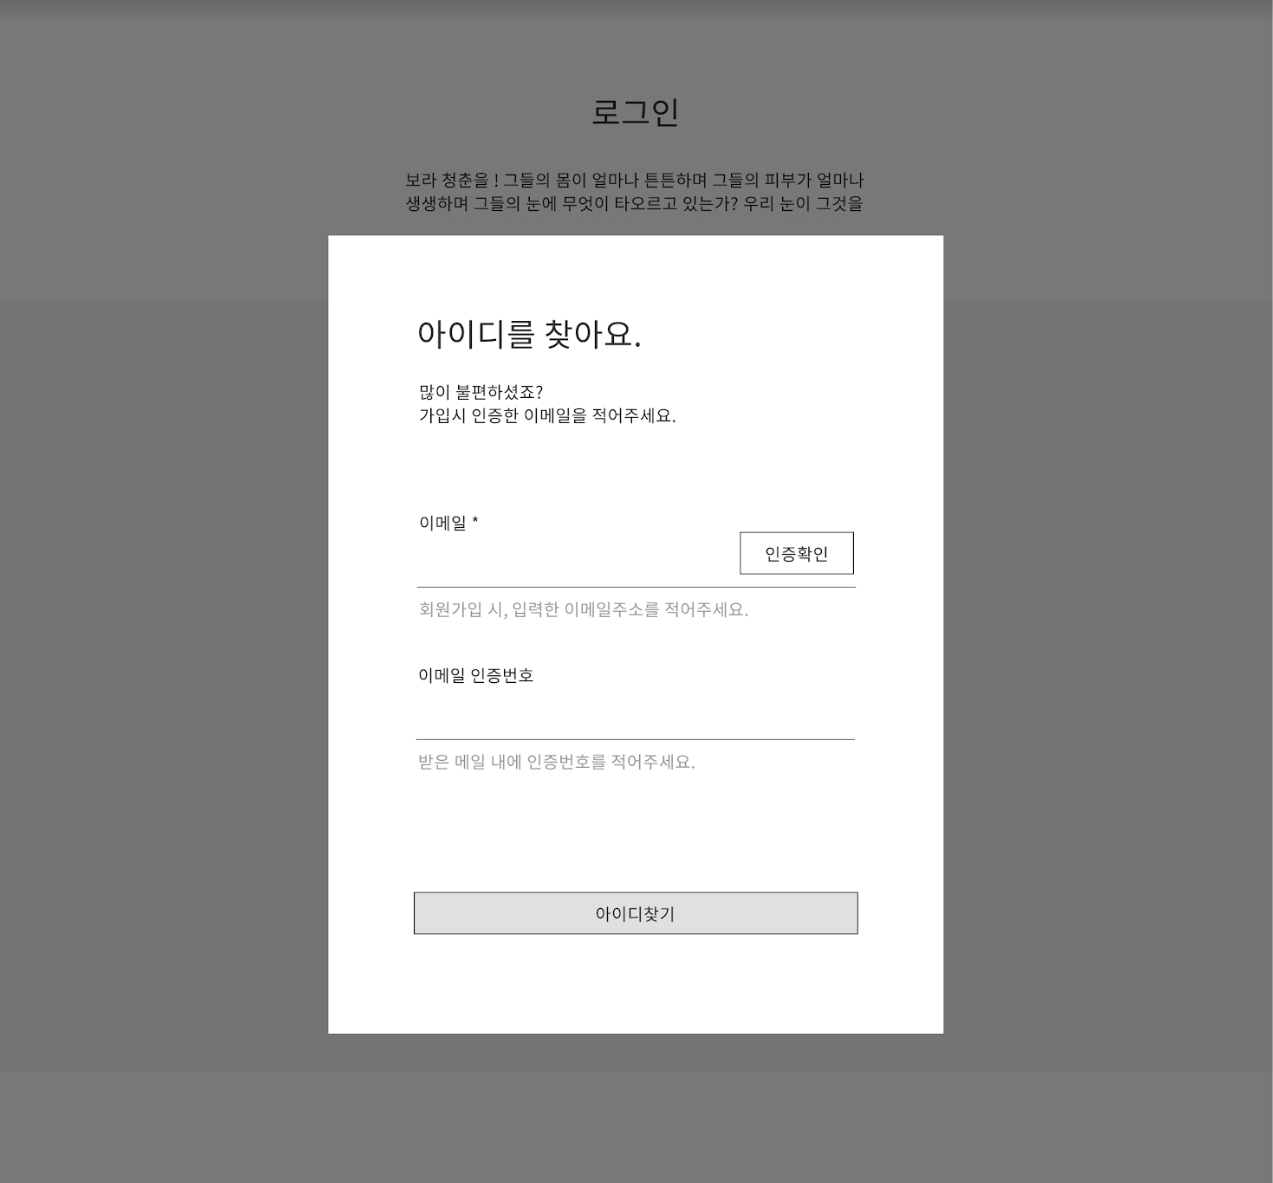 로그인
보라 청춘을 ! 그들의 몸이 얼마나 튼튼하며 그들의 피부가 얼마나
생생하며 그들의 눈에 무엇이 타오르고 있는가? 우리 눈이 그것을
아이디를 찾아요.
많이 불편하셨죠?
가입시 인증한 이메일을 적어주세요.
이메일 *
인증확인
회원가입 시, 입력한 이메일주소를 적어주세요.
이메일 인증번호
받은 메일 내에 인증번호를 적어주세요.
아이디찾기